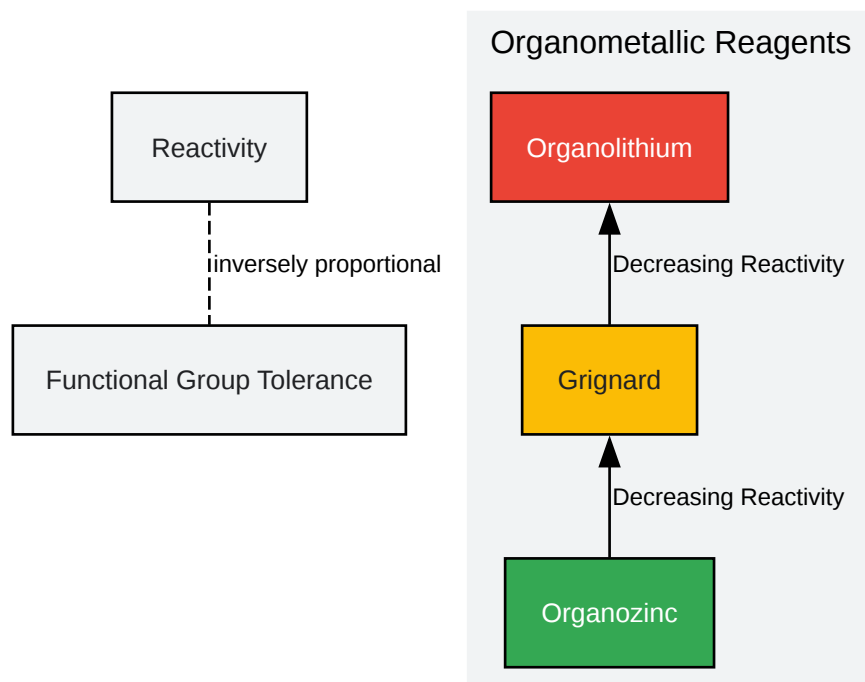 Organometallic Reagents
Reactivity
Organolithium
inversely proportional
Decreasing Reactivity
Functional Group Tolerance
Grignard
Decreasing Reactivity
Organozinc